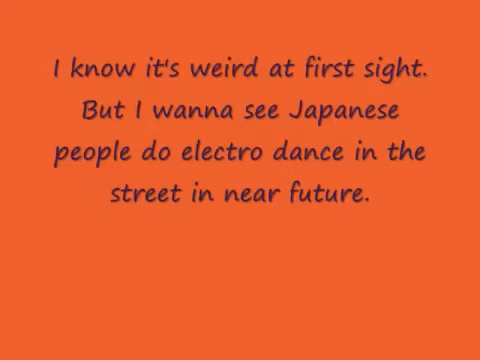 I know it's weird at first sight.
But I wanna see Japanese
people do electro dance in the
street in near future.